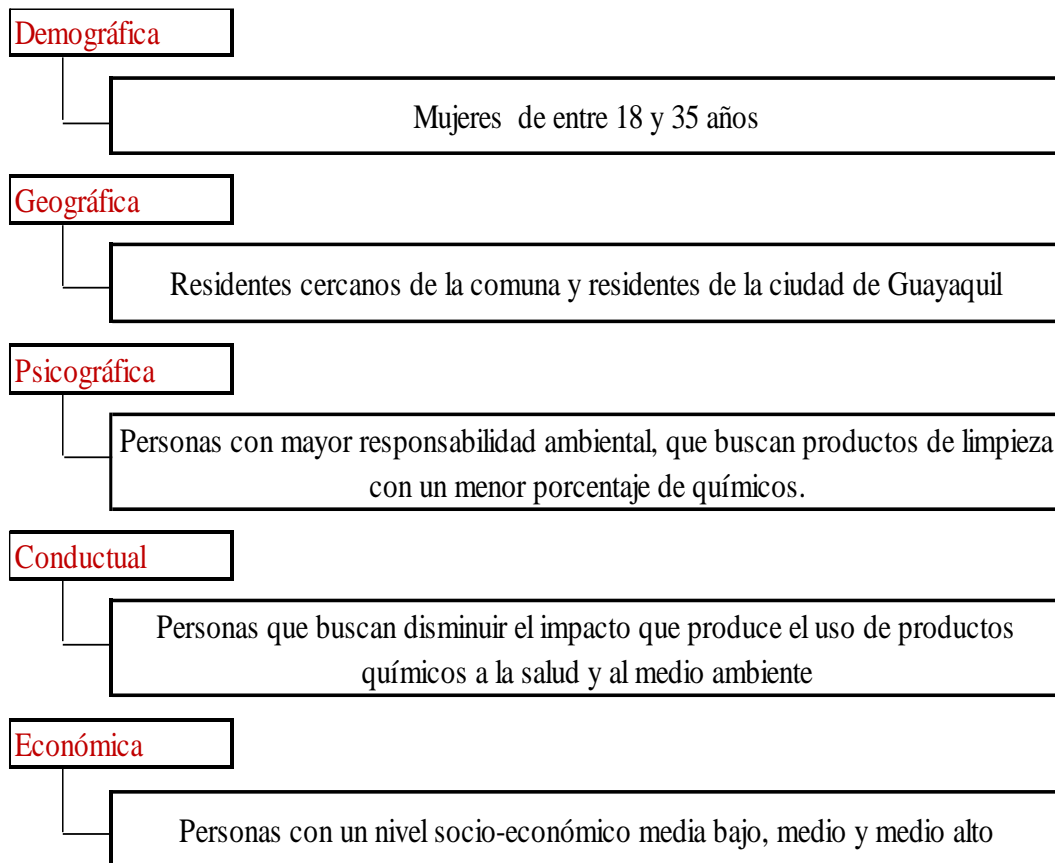 Demográfica
Mujeres de entre 18 y 35 años
Geográfica
Residentes cercanos de la comuna y residentes de la ciudad de Guayaquil
Psicográfica
Personas con mayor responsabilidad ambiental, que buscan productos de limpieza
con un menor porcentaje de químicos.
Conductual
Personas que buscan disminuir el impacto que produce el uso de productos
químicos a la salud y al medio ambiente
Económica
Personas con un nivel socio-económico media bajo, medio y medio alto